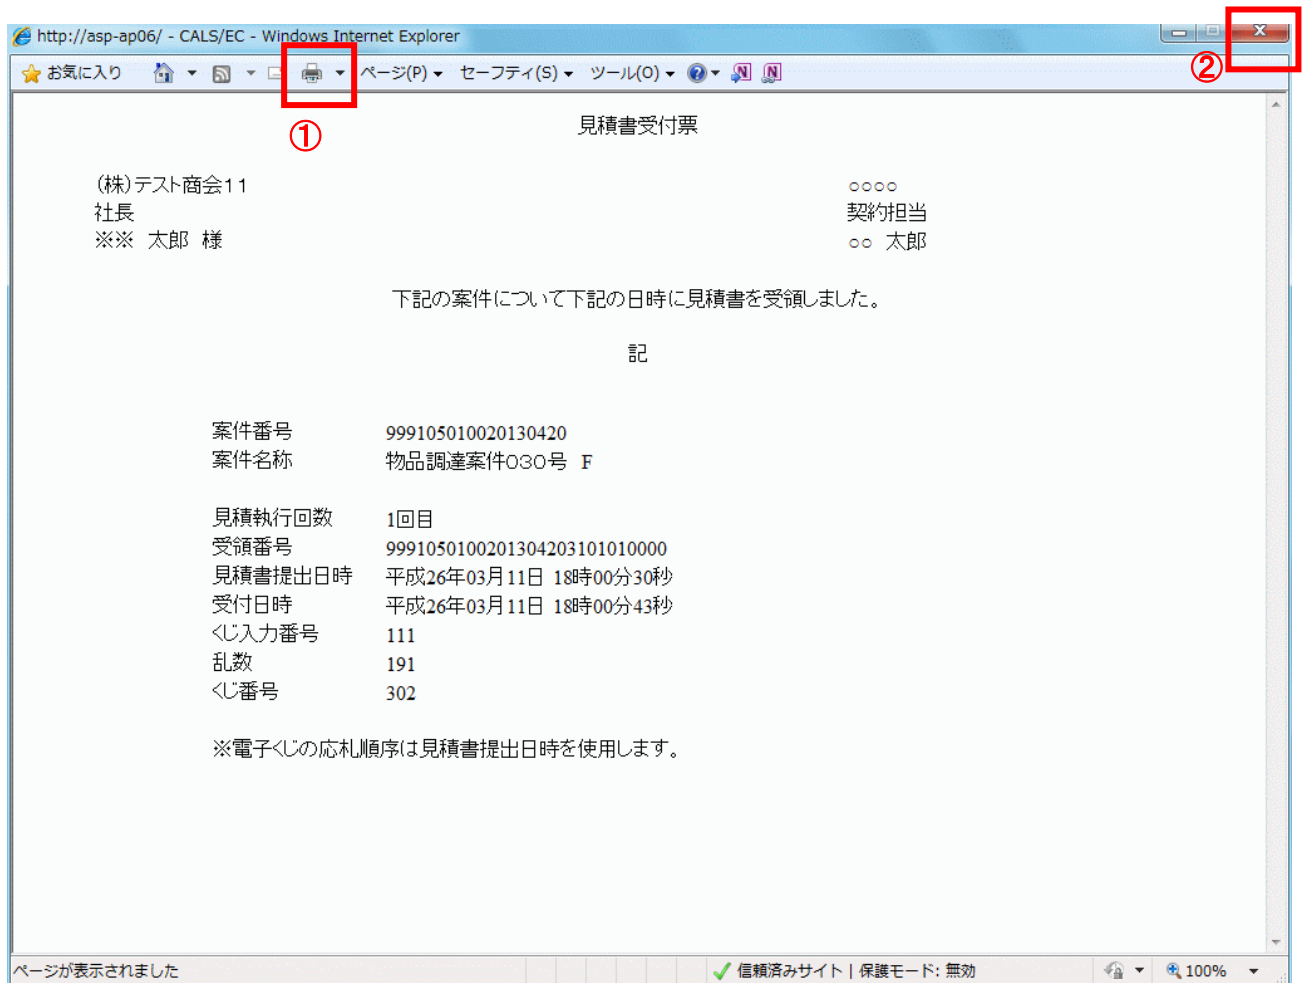 http://asp-ap06/ - CALS/EC - Windows Internet Explorer
②
お気に入り ページ(P) セーフティ(S) ツール(O)
①
見積書受付票
(株)テスト商会11 ○○○○
社長 契約担当
※※ 太郎 様 ○○ 太郎
下記の案件について下記の日時に見積書を受領しました。
記
案件番号 999105010020130420
案件名称 物品調達案件030号 F
見積執行回数 1回目
受領番号 9991050100201304203101010000
見積書提出日時 平成26年03月11日 18時00分30秒
受付日時 平成26年03月11日 18時00分43秒
くじ入力番号 111
乱数 191
くじ番号 302
※電子くじの応札順序は見積書提出日時を使用します。
ページが表示されました 信頼済みサイト | 保護モード: 無効 100%